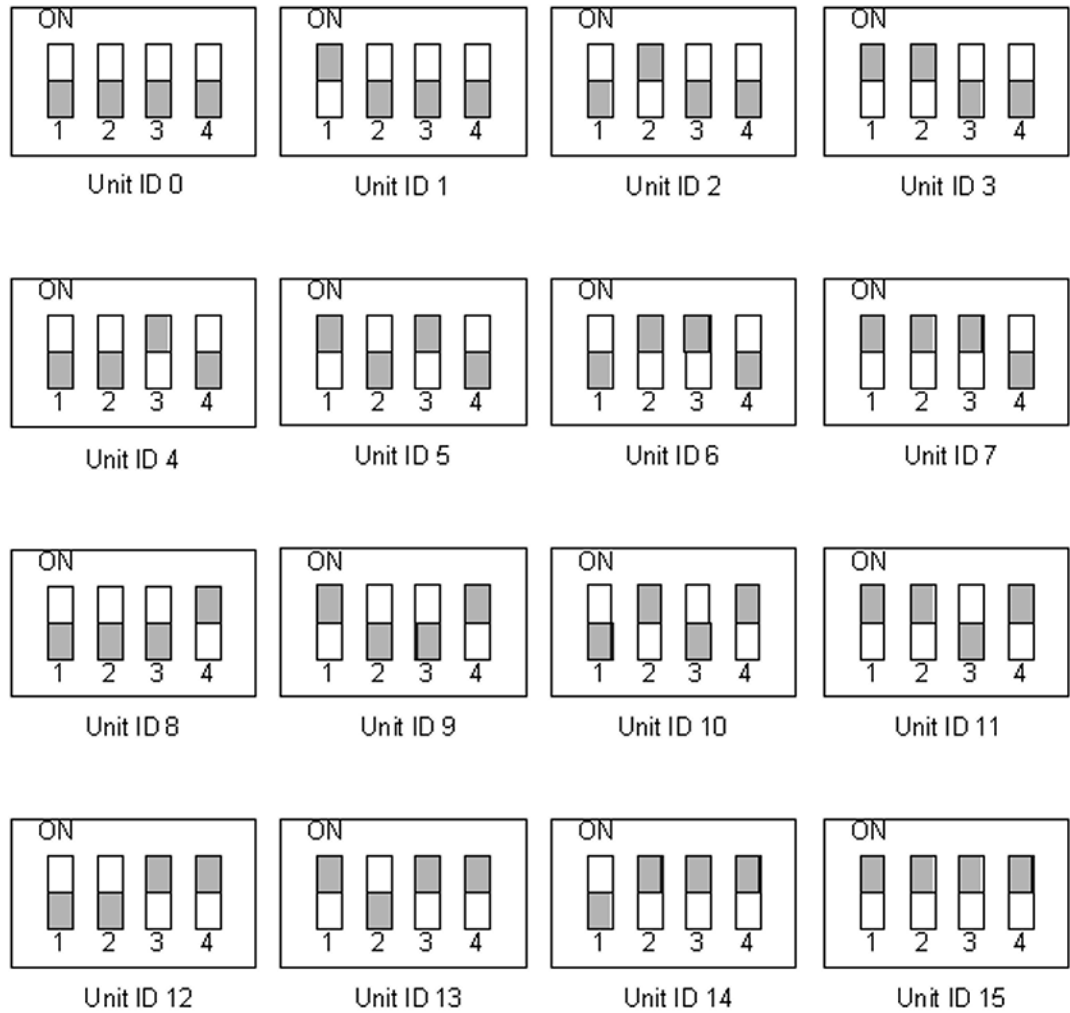 ON ON ON ON
1 2 3 4 1 2 3 4 1 2 3 4 1 2 3 4
Unit ID 0 Unit ID 1 Unit ID 2 Unit ID 3
ON ON ON ON
1 2 3 4 1 2 3 4 1 2 3 4 1 2 3 4
Unit ID 4 Unit ID 5 Unit ID 6 Unit ID 7
ON ON ON ON
1 2 3 4 1 2 3 4 1 2 3 4 1 2 3 4
Unit ID 8 Unit ID 9 Unit ID 10 Unit ID 11
ON ON ON ON
1 2 3 4 1 2 3 4 1 2 3 4 1 2 3 4
Unit ID 12 Unit ID 13 Unit ID 14 Unit ID 15